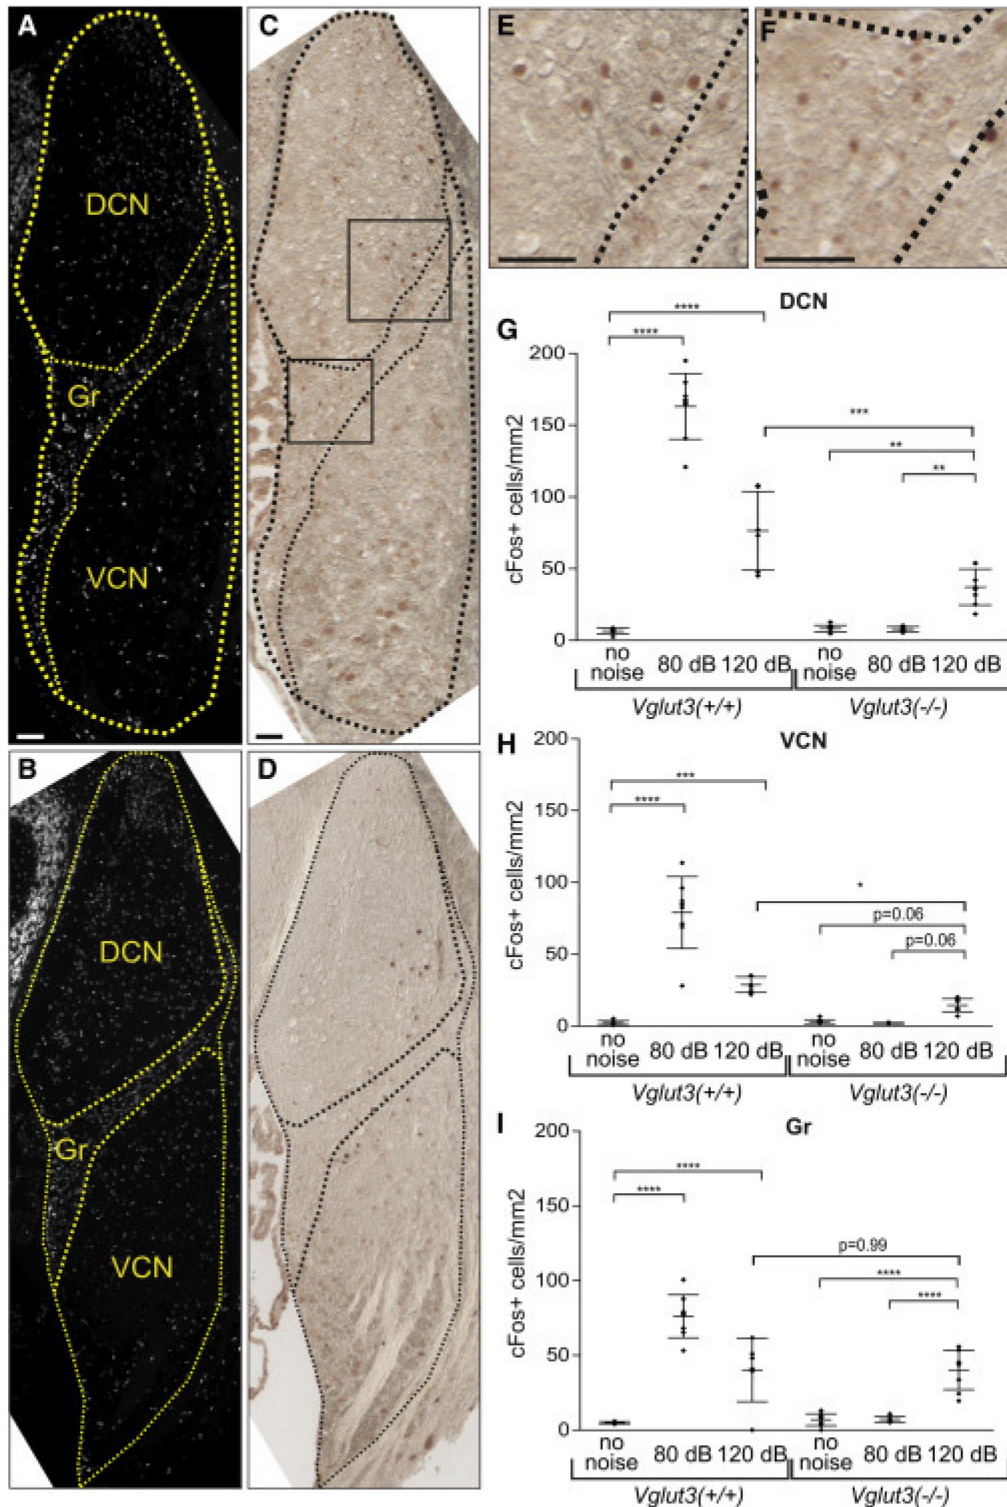 A
DCN
Gr
VCN
C
E
F
B
DCN
Gr
VCN
D
G
DCN
cFos+ cells/mm2
200
150
100
50
0
****
****
***
**
**
no noise 80 dB 120 dB no noise 80 dB 120 dB
Vglut3(+/+) Vglut3(-/-)
H
VCN
cFos+ cells/mm2
200
150
100
50
0
***
****
*
p=0.06
p=0.06
no noise 80 dB 120 dB no noise 80 dB 120 dB
Vglut3(+/+) Vglut3(-/-)
I
Gr
cFos+ cells/mm2
200
150
100
50
0
****
****
p=0.99
****
****
no noise 80 dB 120 dB no noise 80 dB 120 dB
Vglut3(+/+) Vglut3(-/-)